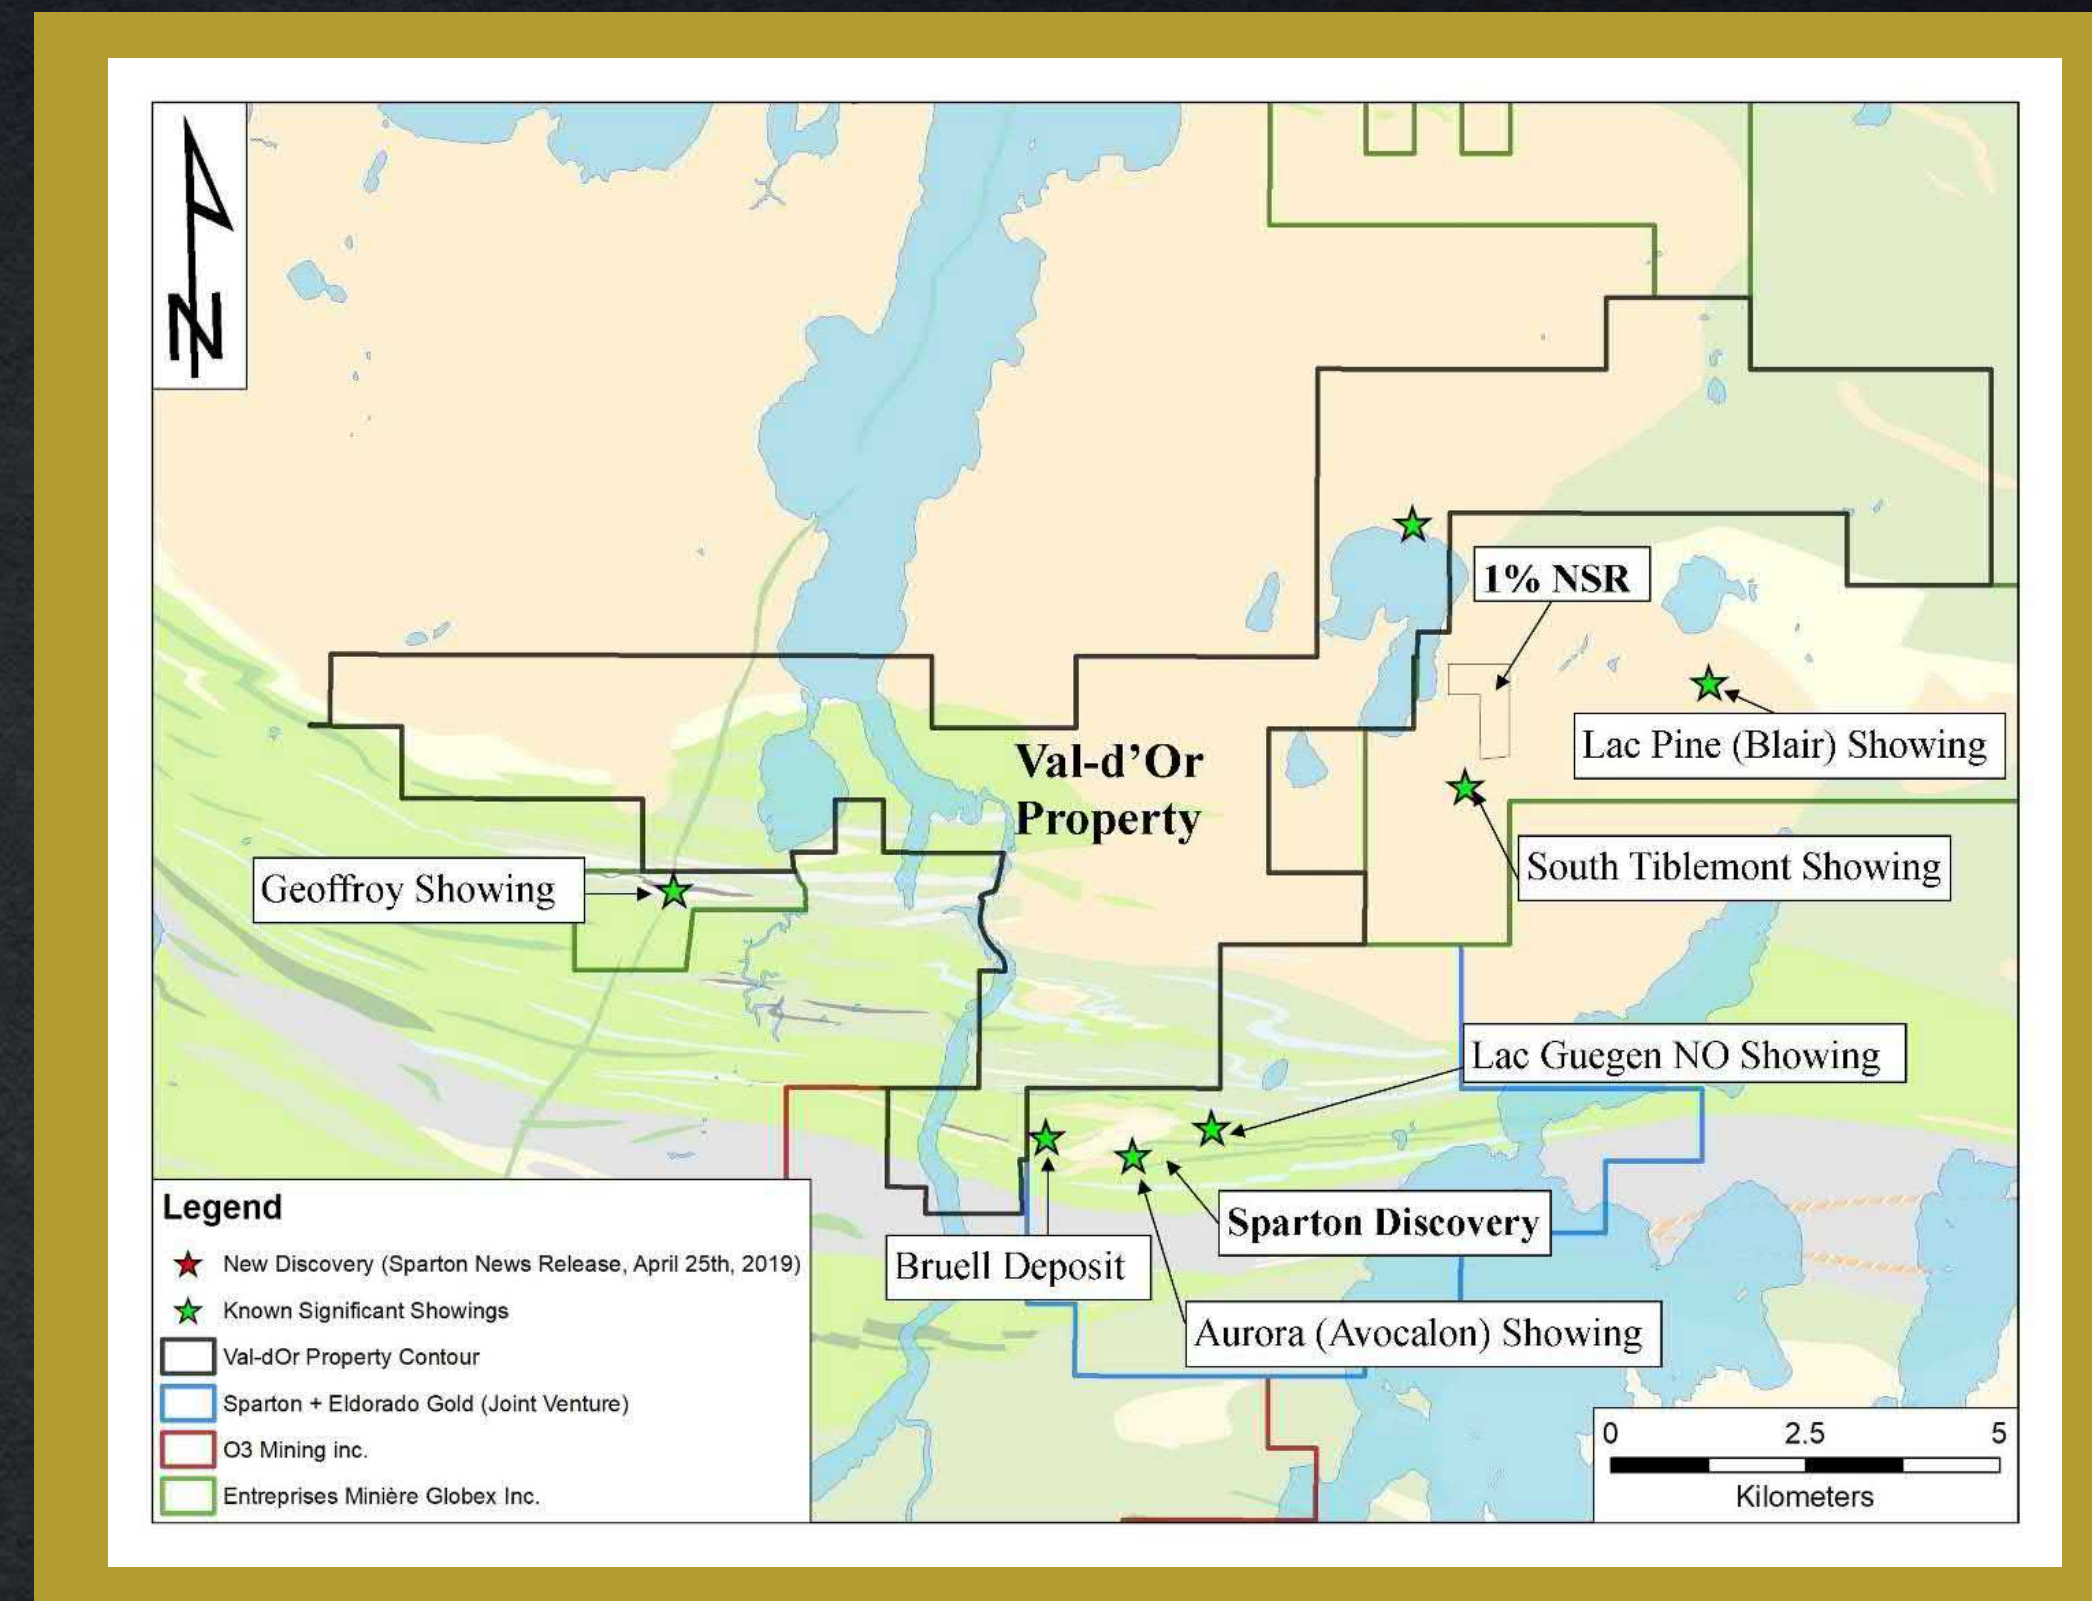 N
1% NSR
Lac Pine (Blair) Showing
Val-d'Or
Property
South Tiblemont Showing
Geoffroy Showing
Lac Guegen NO Showing
Sparton Discovery
Bruell Deposit
Aurora (Avocalon) Showing
Legend
New Discovery (Sparton News Release, April 25th, 2019)
Known Significant Showings
Val-dOr Property Contour
Sparton + Eldorado Gold (Joint Venture)
O3 Mining inc.
Entreprises Minière Globex Inc.
0 2.5 5
Kilometers